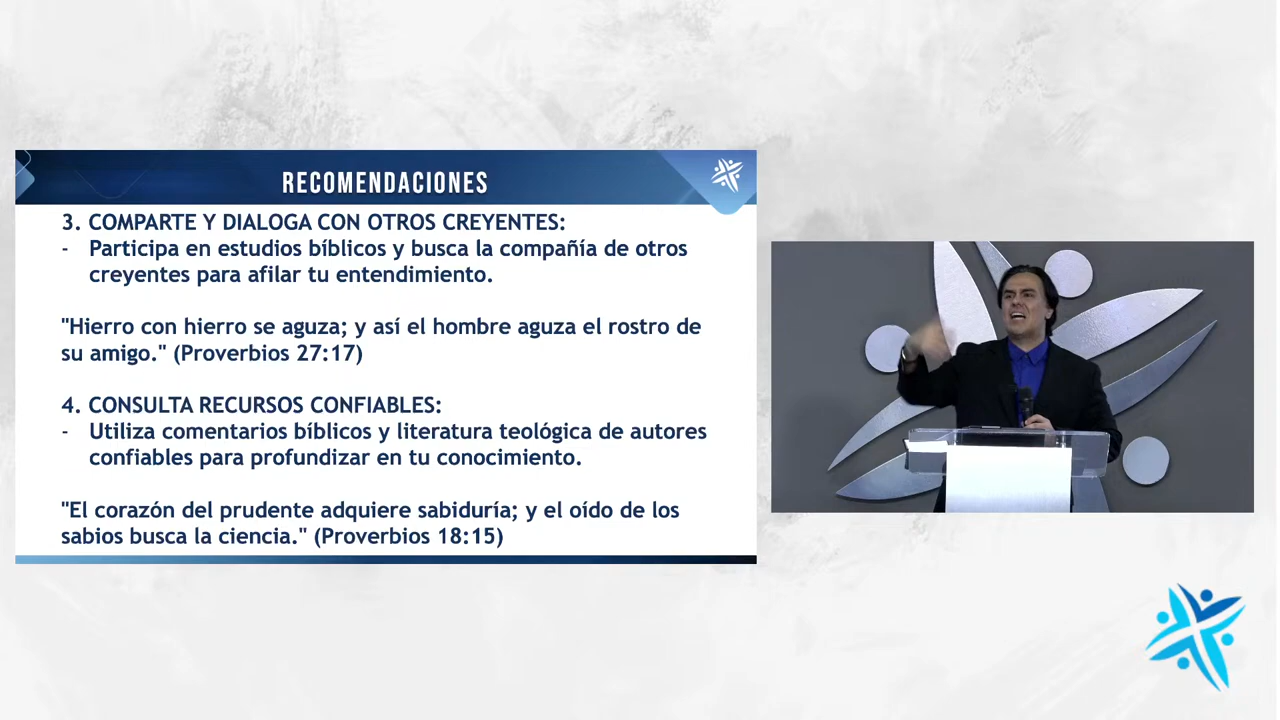 RECOMENDACIONES
3. COMPARTE Y DIALOGA CON OTROS CREYENTES:
- Participa en estudios bíblicos y busca la compañía de otros
creyentes para afilar tu entendimiento.
"Hierro con hierro se aguza; y así el hombre aguza el rostro de
su amigo." (Proverbios 27:17)
4. CONSULTA RECURSOS CONFIABLES:
- Utiliza comentarios bíblicos y literatura teológica de autores
confiables para profundizar en tu conocimiento.
"El corazón del prudente adquiere sabiduría; y el oído de los
sabios busca la ciencia." (Proverbios 18:15)